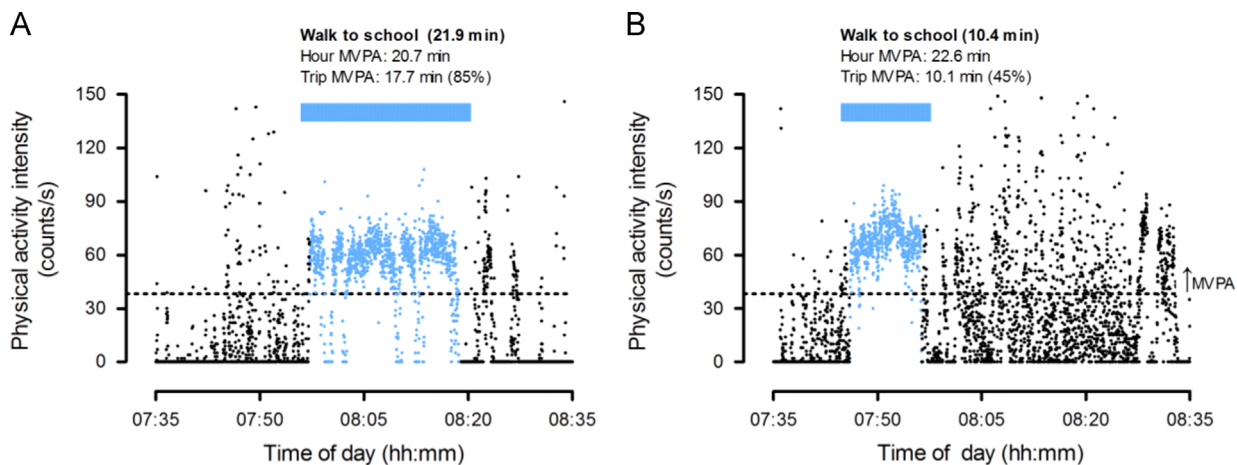 A
Walk to school (21.9 min)
Hour MVPA: 20.7 min
Trip MVPA: 17.7 min (85%)
Physical activity intensity
(counts/s)
150
120
90
60
30
0
07:35
07:50
08:05
08:20
08:35
Time of day (hh:mm)
B
Walk to school (10.4 min)
Hour MVPA: 22.6 min
Trip MVPA: 10.1 min (45%)
Physical activity intensity
(counts/s)
150
120
90
60
30
0
MVPA
07:35
07:50
08:05
08:20
08:35
Time of day (hh:mm)